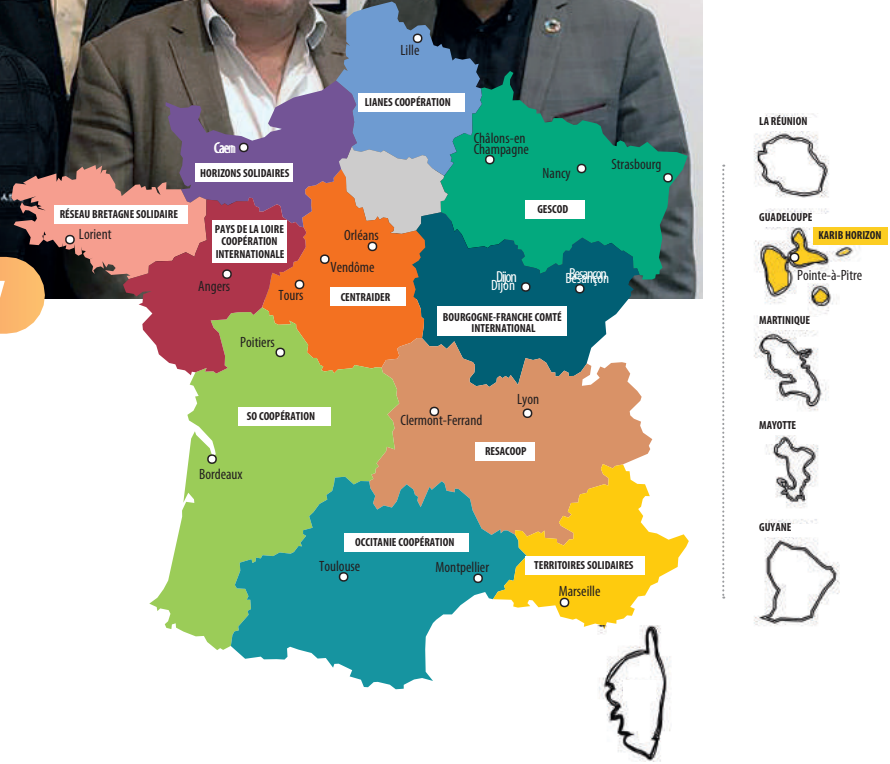 Lille
LIANES COOPÉRATION
Châlons-en
Champagne
Nancy
Strasbourg
GESCOD
Caen
HORIZONS SOLIDAIRES
RÉSEAU BRETAGNE SOLIDAIRE
Lorient
PAYS DE LA LOIRE
COOPÉRATION
INTERNATIONALE
Angers
Orléans
Vendôme
Tours
CENTRAIDER
Dijon
Dijon
Besançon
Besançon
BOURGOGNE-FRANCHE COMTÉ
INTERNATIONAL
Poitiers
SO COOPÉRATION
Bordeaux
Clermont-Ferrand
Lyon
RESACOOP
OCCITANIE COOPÉRATION
Toulouse
Montpellier
TERRITOIRES SOLIDAIRES
Marseille
LA RÉUNION
GUADELOUPE
KARIB HORIZON
Pointe-à-Pitre
MARTINIQUE
MAYOTTE
GUYANE